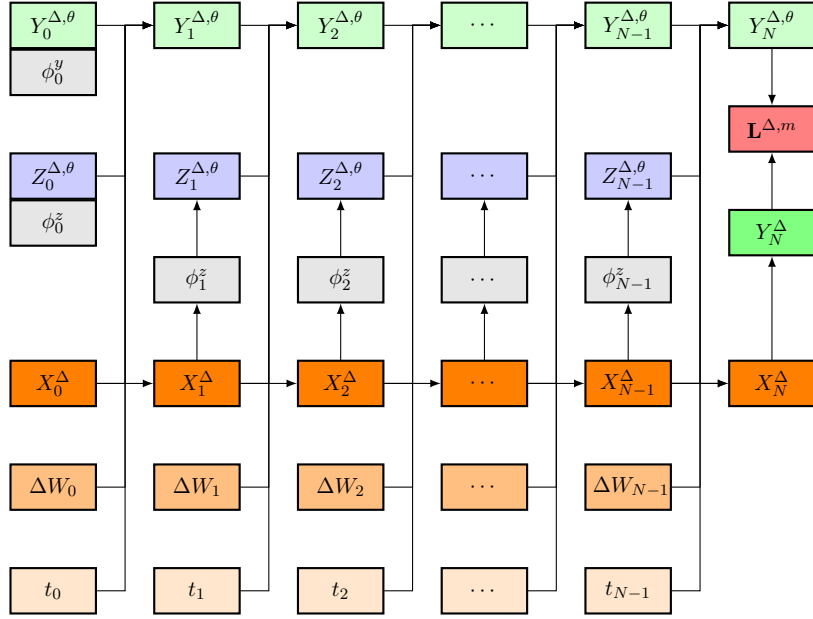 Y_0^{Δ,θ} Y_1^{Δ,θ} Y_2^{Δ,θ} ··· Y_{N−1}^{Δ,θ} Y_N^{Δ,θ}
ϕ_0^y
L^{Δ,m}
Z_0^{Δ,θ} Z_1^{Δ,θ} Z_2^{Δ,θ} ··· Z_{N−1}^{Δ,θ}
ϕ_0^z Y_N^Δ
ϕ_1^z ϕ_2^z ··· ϕ_{N−1}^z
X_0^Δ X_1^Δ X_2^Δ ··· X_{N−1}^Δ X_N^Δ
ΔW_0 ΔW_1 ΔW_2 ··· ΔW_{N−1}
t_0 t_1 t_2 ··· t_{N−1}